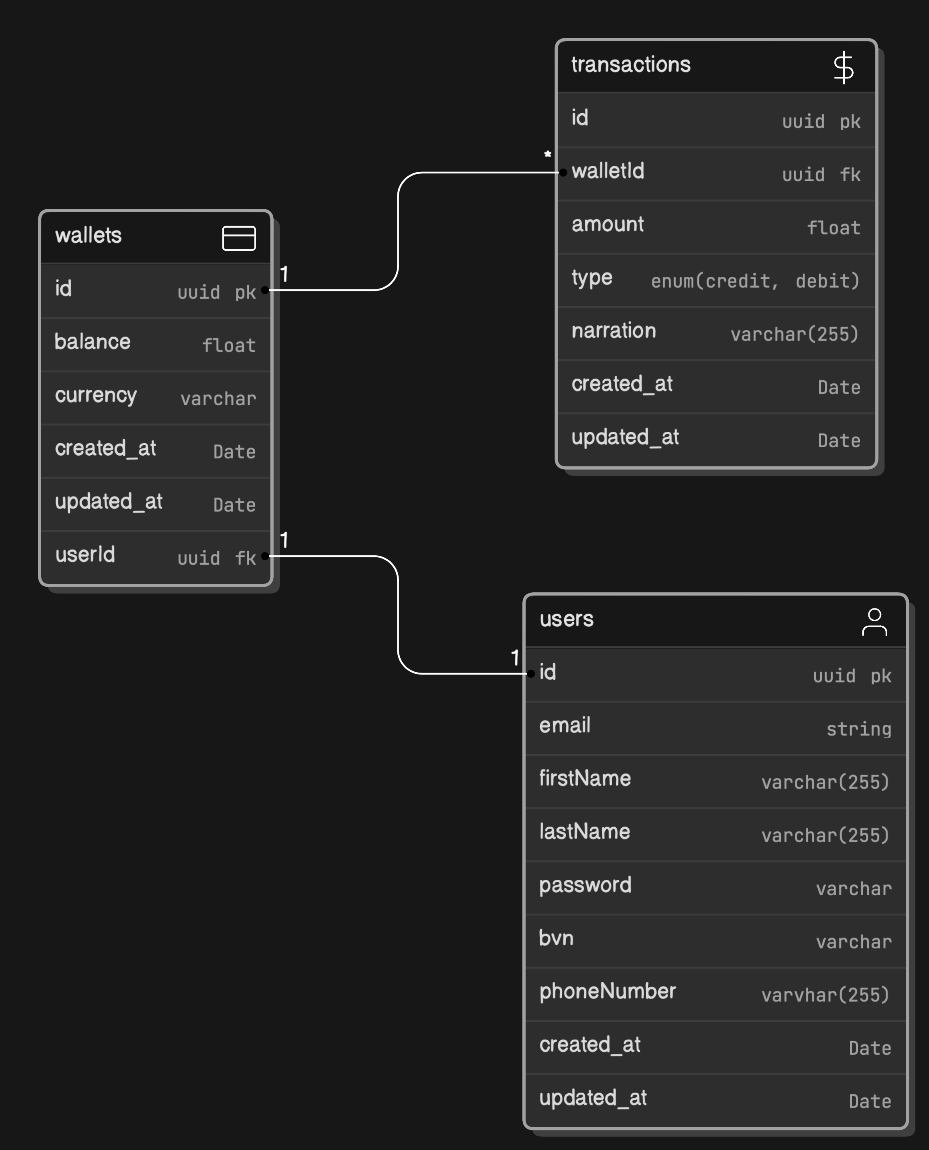 transactions $
id uuid pk
* walletId uuid fk
amount float
type enum(credit, debit)
narration varchar(255)
created_at Date
updated_at Date
wallets
id uuid pk 1
balance float
currency varchar
created_at Date
updated_at Date
userId uuid fk 1
users
1 id uuid pk
email string
firstName varchar(255)
lastName varchar(255)
password varchar
bvn varchar
phoneNumber varvhar(255)
created_at Date
updated_at Date